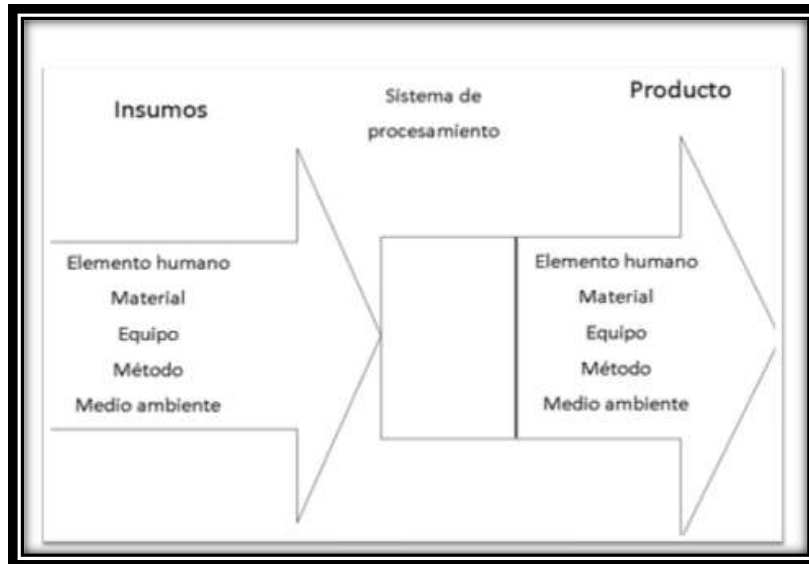 Insumos
Sistema de
procesamiento
Producto
Elemento humano
Material
Equipo
Método
Medio ambiente
Elemento humano
Material
Equipo
Método
Medio ambiente